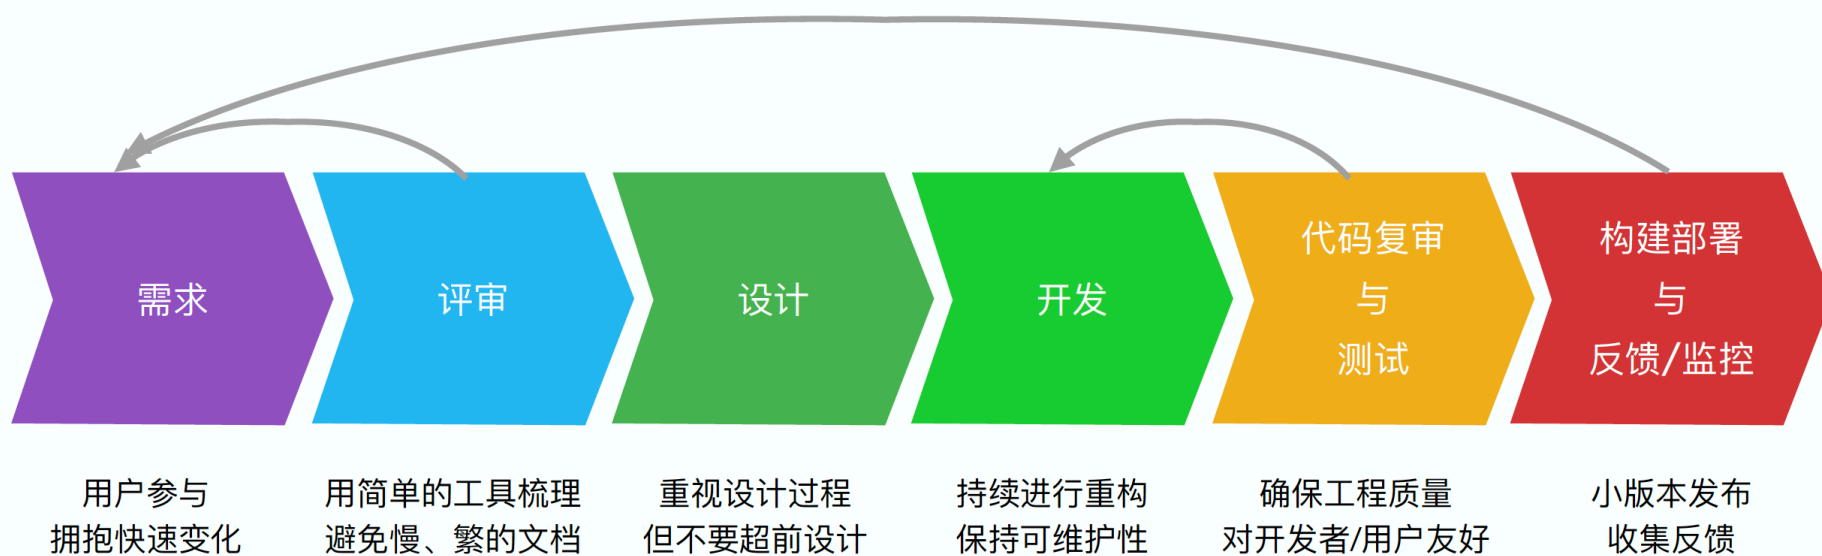 需求
评审
设计
开发
代码复审
与
测试
构建部署
与
反馈/监控
用户参与
拥抱快速变化
用简单的工具梳理
避免慢、繁的文档
重视设计过程
但不要超前设计
持续进行重构
保持可维护性
确保工程质量
对开发者/用户友好
小版本发布
收集反馈